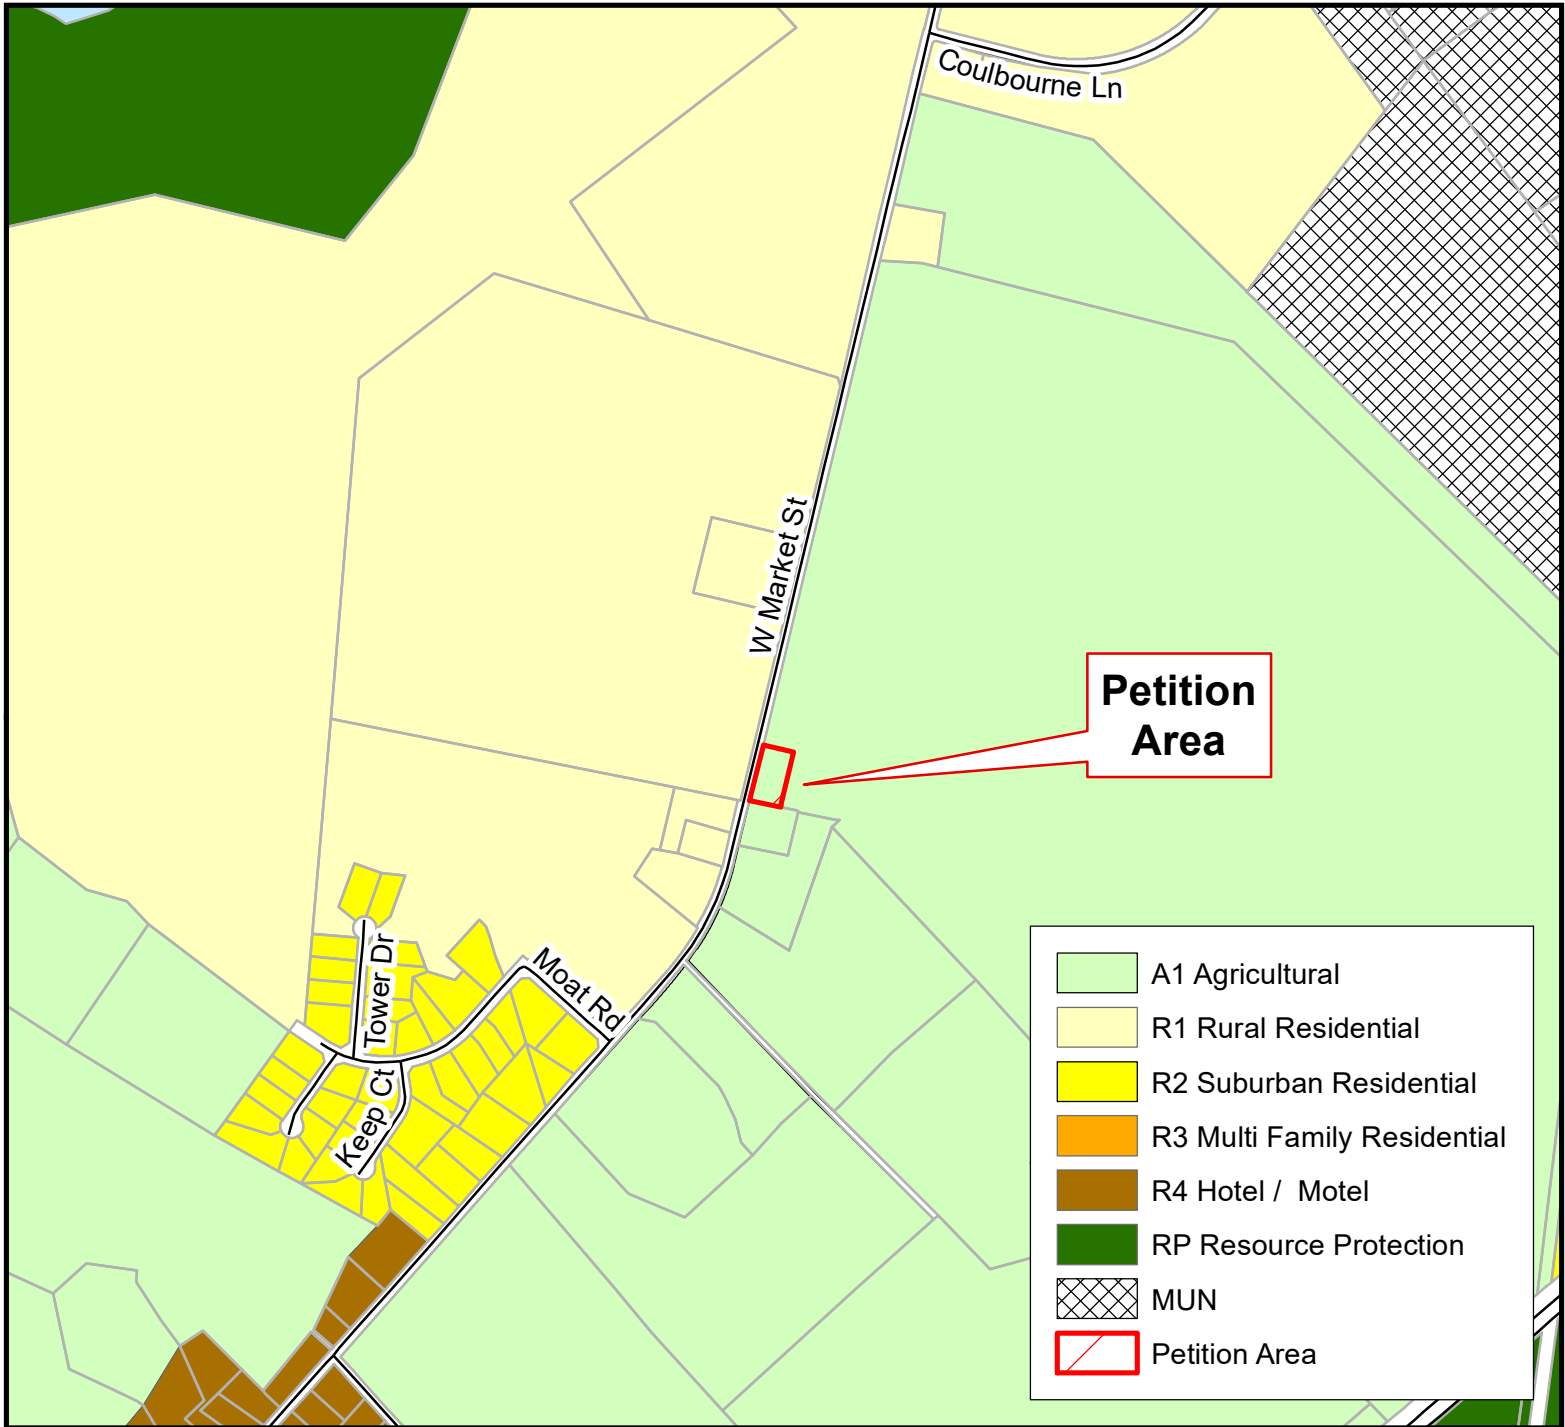 Coulbourne Ln
W Market St
Petition
Area
Moat Rd
Tower Dr
Keep Ct
A1 Agricultural
R1 Rural Residential
R2 Suburban Residential
R3 Multi Family Residential
R4 Hotel / Motel
RP Resource Protection
MUN
Petition Area